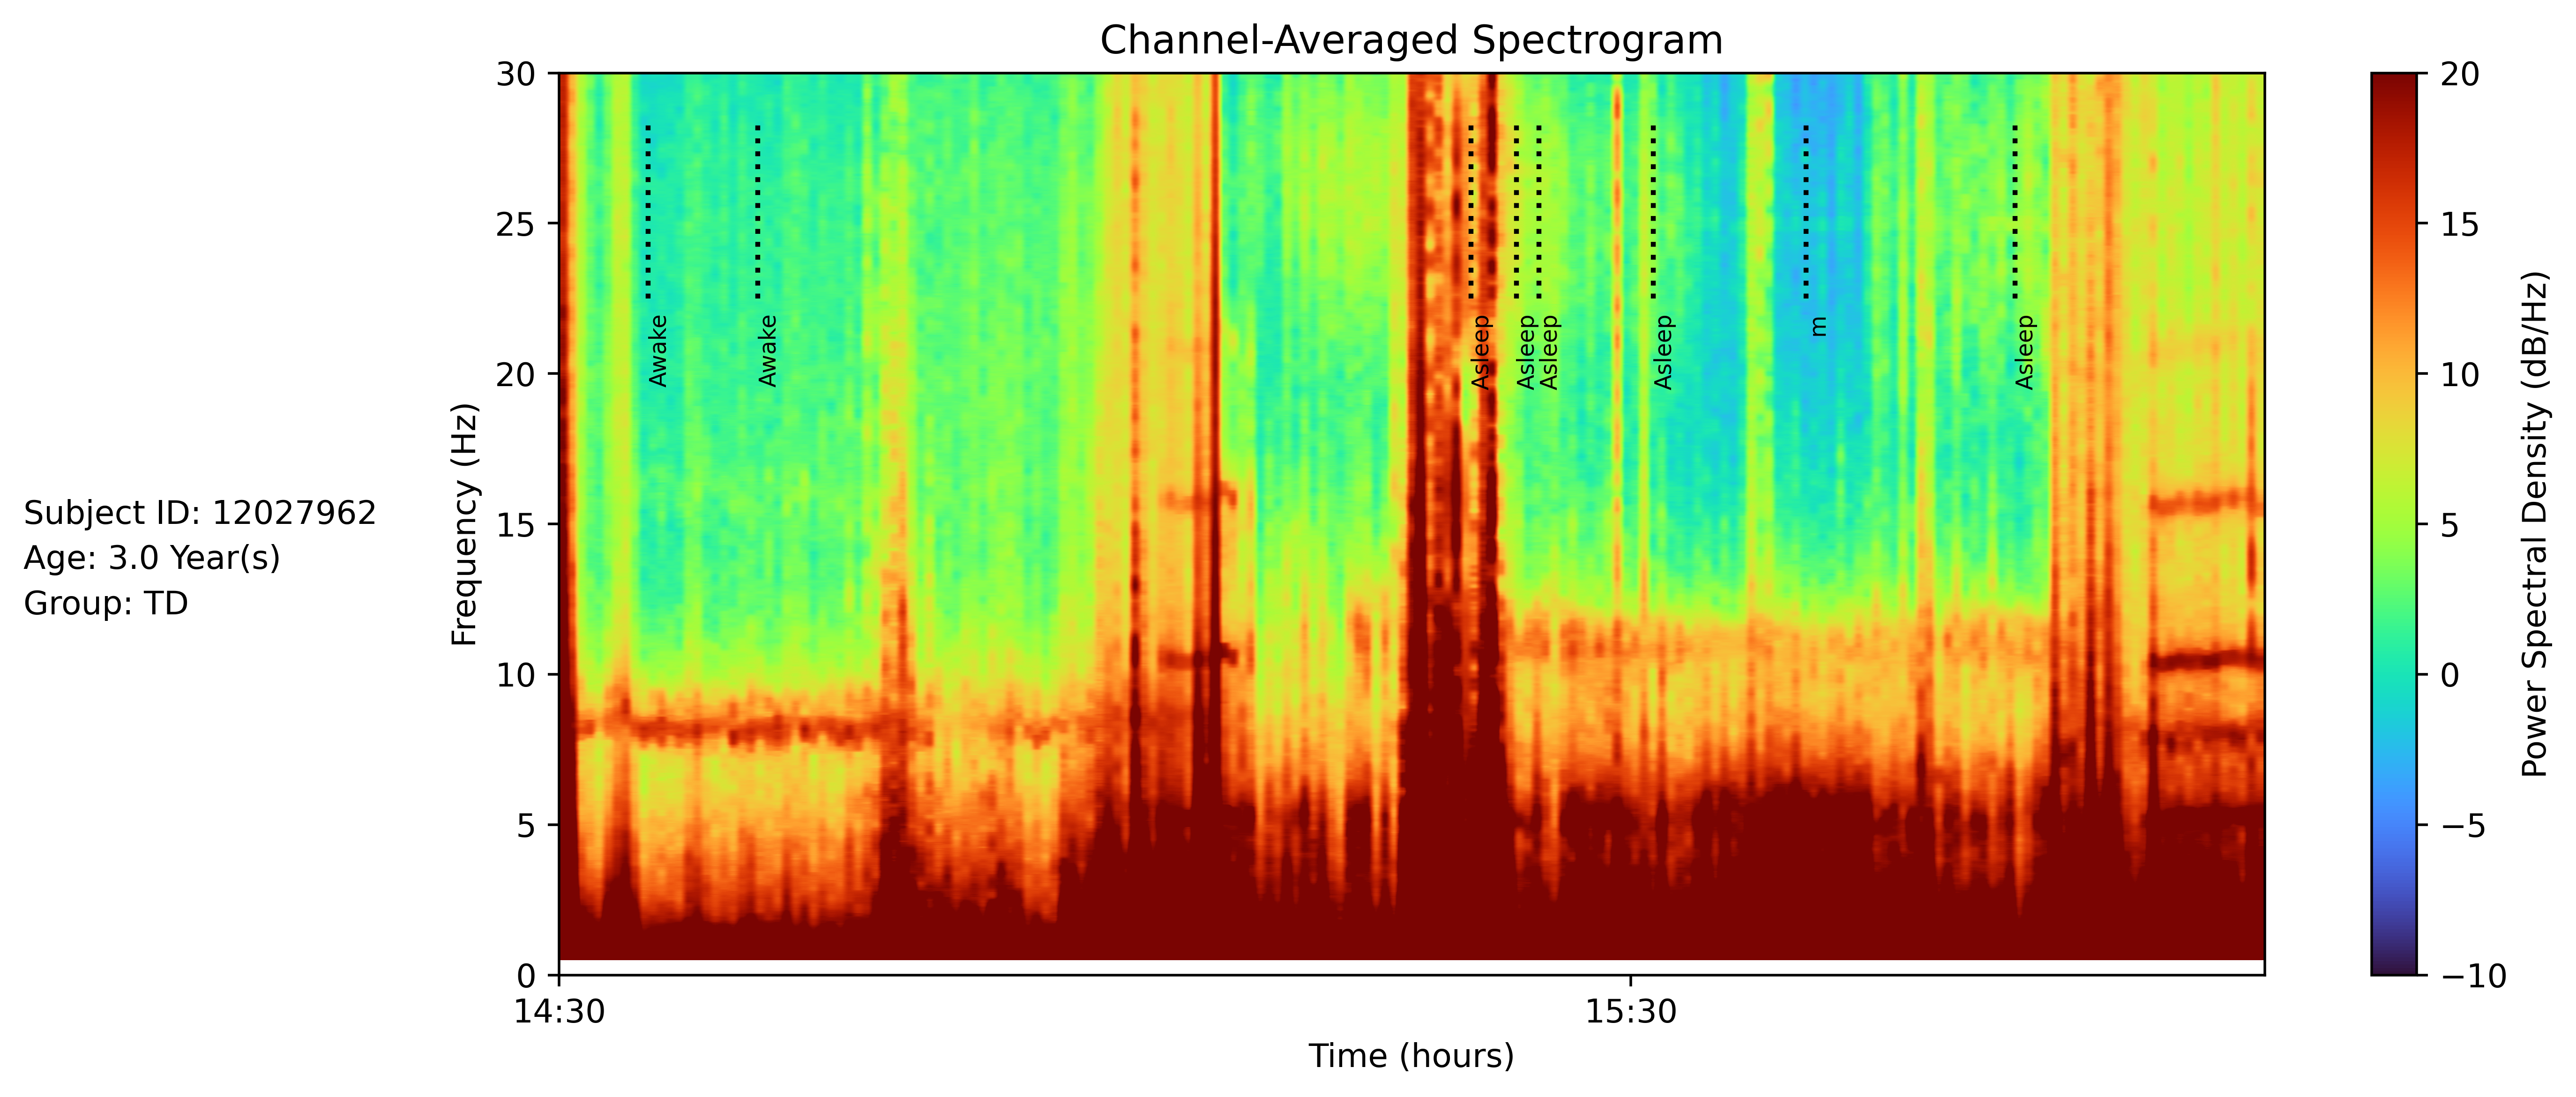 Channel-Averaged Spectrogram
Subject ID: 12027962
Age: 3.0 Year(s)
Group: TD
Frequency (Hz)
30
25
20
15
10
5
0
Awake
Awake
Asleep
Asleep
Asleep
Asleep
m
Asleep
14:30
15:30
Time (hours)
20
15
10
5
0
−5
−10
Power Spectral Density (dB/Hz)